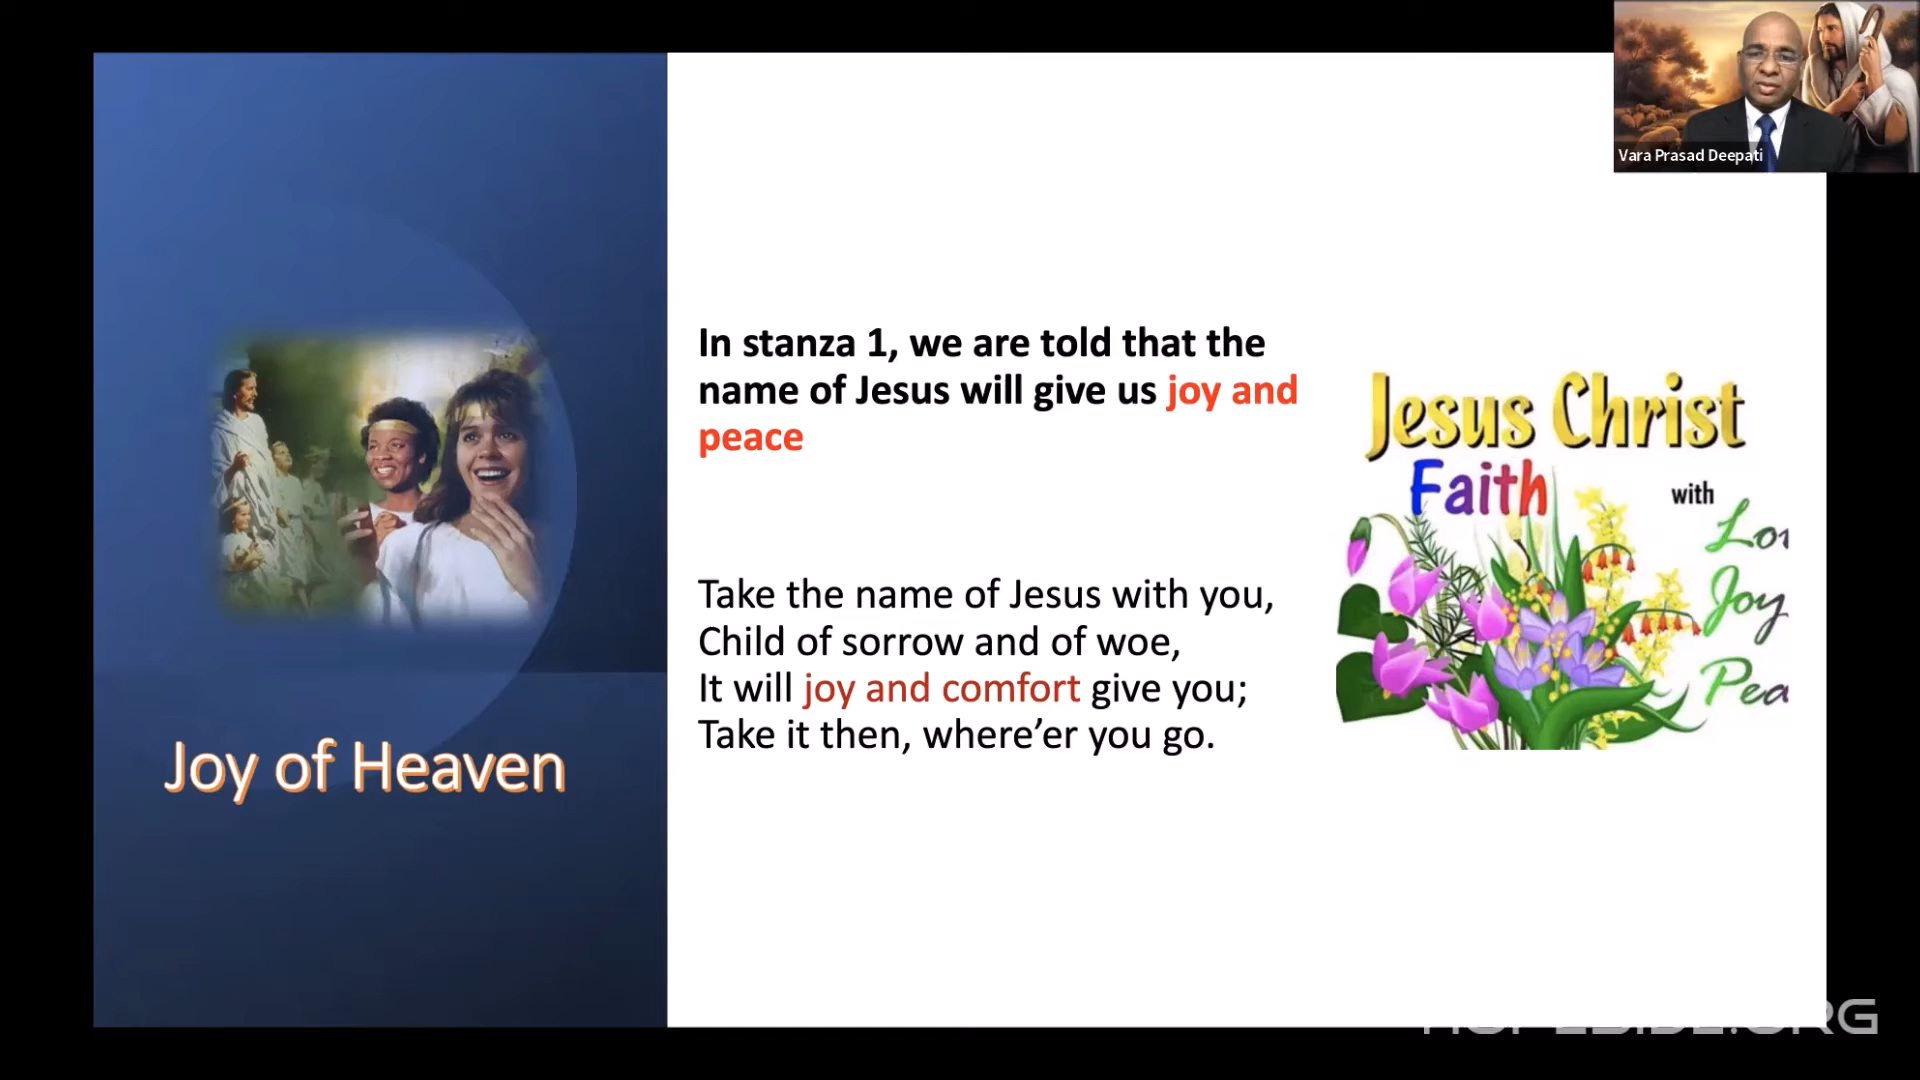 Vara Prasad Deepati
In stanza 1, we are told that the
name of Jesus will give us joy and
peace
Take the name of Jesus with you,
Child of sorrow and of woe,
It will joy and comfort give you;
Take it then, where’er you go.
Joy of Heaven
Jesus Christ
Faith
with
Joy